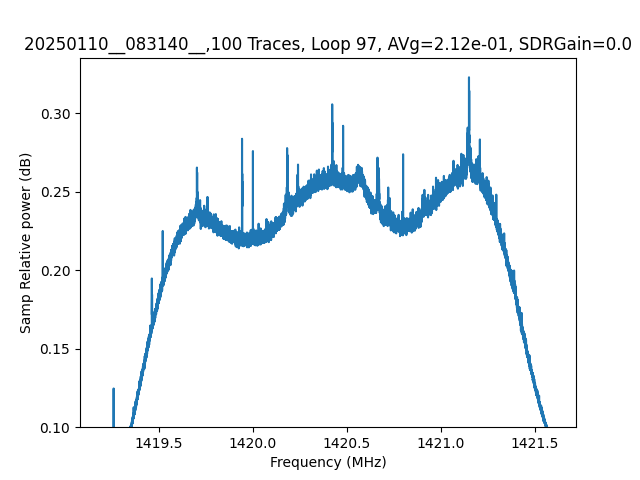 20250110__083140__,100 Traces, Loop 97, AVg=2.12e-01, SDRGain=0.0
0.30
0.25
0.20
0.15
0.10
Samp Relative power (dB)
1419.5 1420.0 1420.5 1421.0 1421.5
Frequency (MHz)